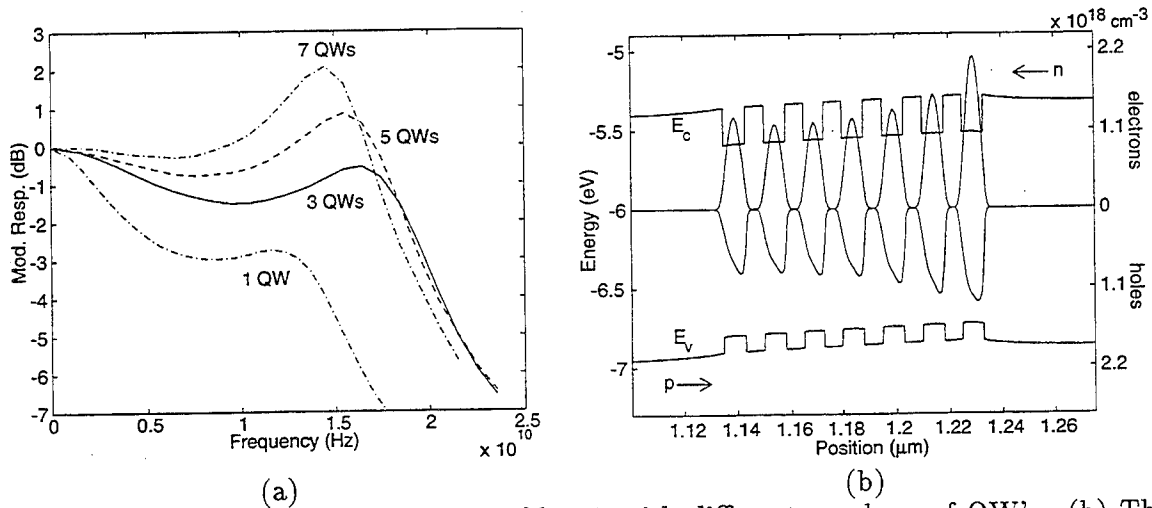 3
2
1
0
-1
-2
-3
-4
-5
-6
-7
Mod. Resp. (dB)
7 QWs
5 QWs
3 QWs
1 QW
0
0.5
1
1.5
2
2.5
Frequency (Hz)
x 10^10
(a)
x 10^18 cm^-3
-5
-5.5
-6
-6.5
-7
Energy (eV)
E_c
E_v
← n
p →
2.2
1.1
0
1.1
2.2
electrons
holes
1.12
1.14
1.16
1.18
1.2
1.22
1.24
1.26
Position (μm)
(b)
different
of QW's (b) Th